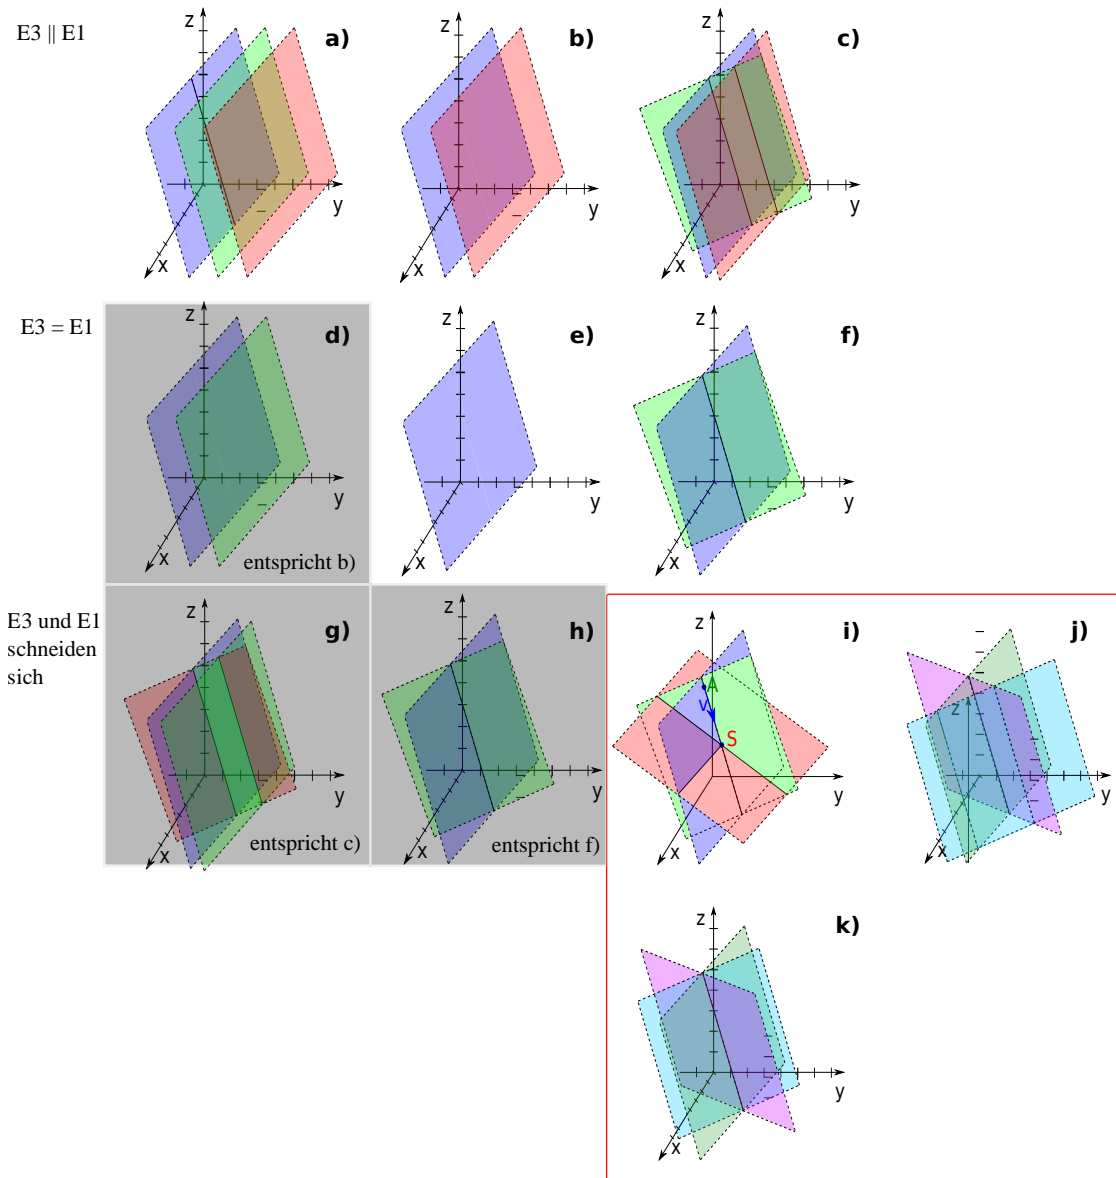 E3 || E1
z
a)
y
x
z
b)
y
x
z
c)
y
x
E3 = E1
z
d)
y
x
entspricht b)
z
e)
y
x
z
f)
y
x
E3 und E1
schneiden
sich
z
g)
y
x
entspricht c)
z
h)
y
entspricht f)
z
i)
A
v
S
y
x
j)
z
y
x
z
k)
y
x